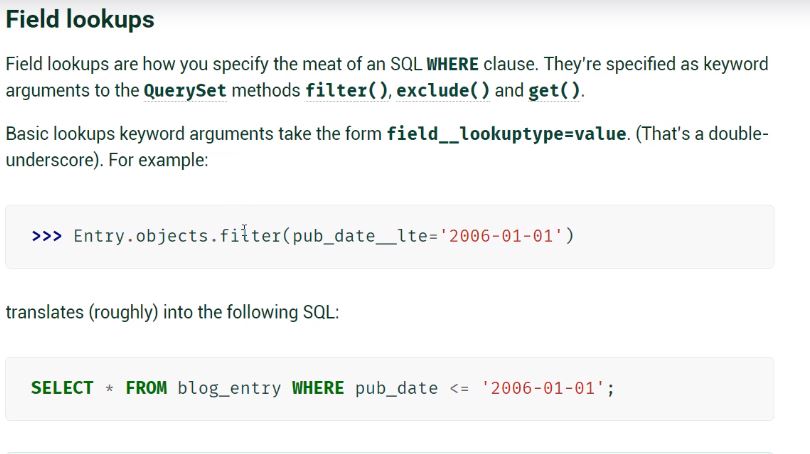 Field lookups
Field lookups are how you specify the meat of an SQL WHERE clause. They're specified as keyword
arguments to the QuerySet methods filter(), exclude() and get().
Basic lookups keyword arguments take the form field__lookuptype=value. (That's a double-
underscore). For example:
>>> Entry.objects.filter(pub_date__lte='2006-01-01')
translates (roughly) into the following SQL:
SELECT * FROM blog_entry WHERE pub_date <= '2006-01-01';